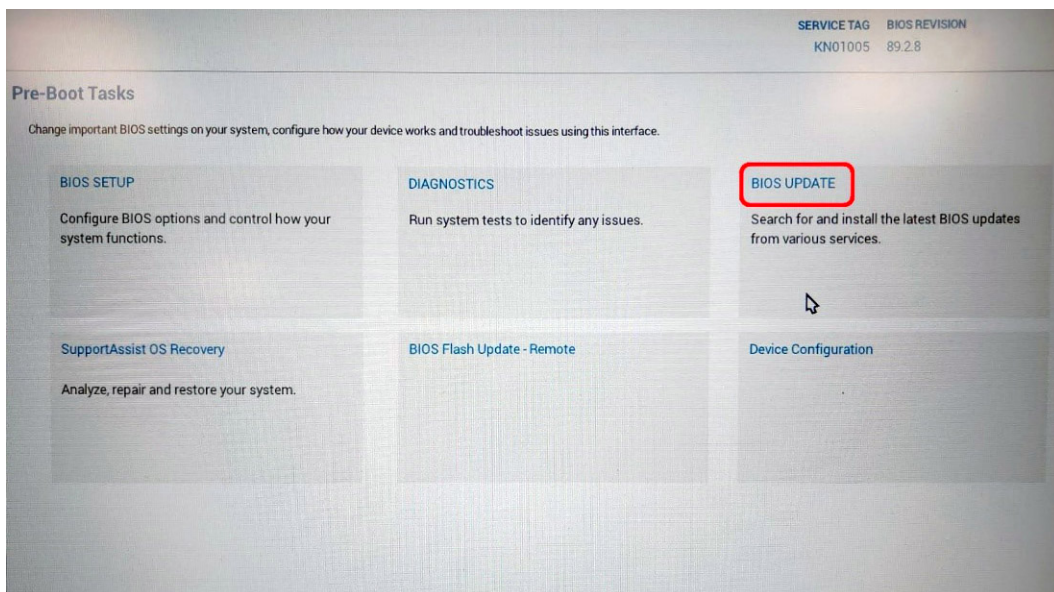 SERVICE TAG BIOS REVISION
KN01005 89.2.8
Pre-Boot Tasks
Change important BIOS settings on your system, configure how your device works and troubleshoot issues using this interface.
BIOS SETUP
Configure BIOS options and control how your
system functions.
DIAGNOSTICS
Run system tests to identify any issues.
BIOS UPDATE
Search for and install the latest BIOS updates
from various services.
SupportAssist OS Recovery
Analyze, repair and restore your system.
BIOS Flash Update - Remote
Device Configuration